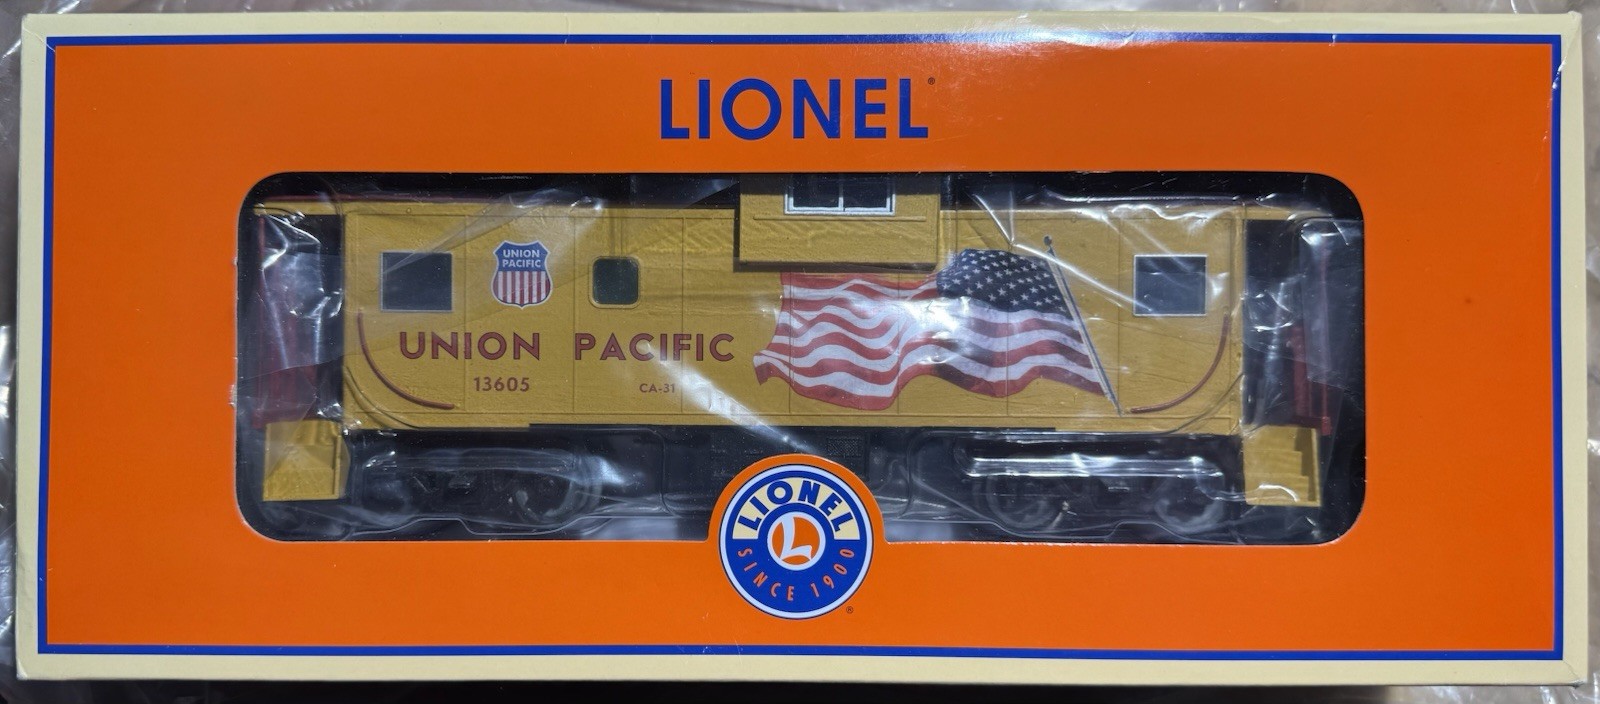 LIONEL®
UNION
PACIFIC
UNION PACIFIC
13605 CA-31
LIONEL
L
SINCE 1900
®